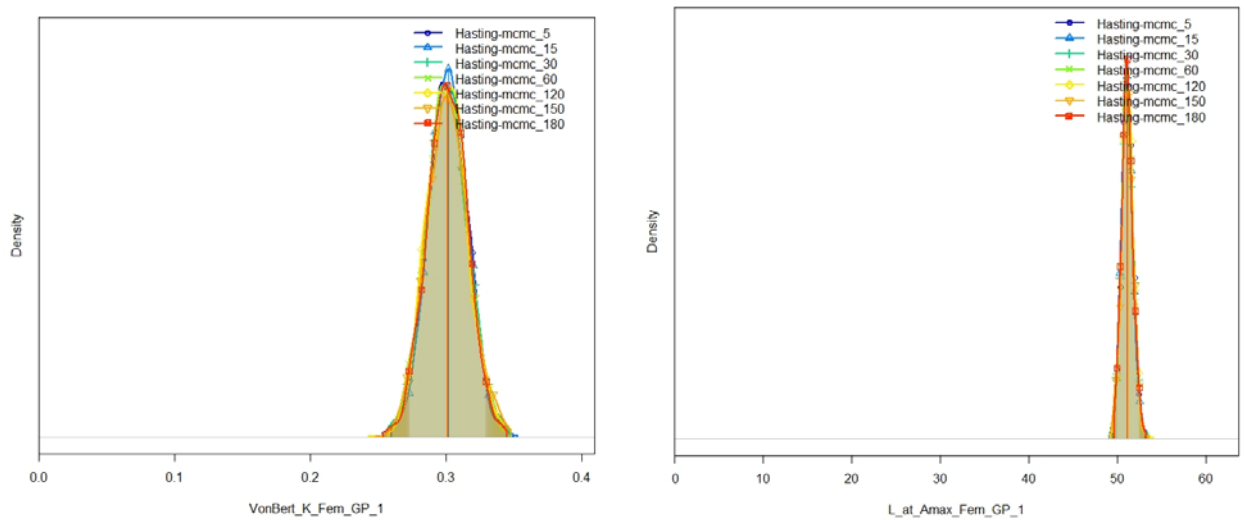 Hasting-mcmc_5
Hasting-mcmc_15
Hasting-mcmc_30
Hasting-mcmc_60
Hasting-mcmc_120
Hasting-mcmc_150
Hasting-mcmc_180
Density
0.0 0.1 0.2 0.3 0.4
VonBert_K_Fem_GP_1
Hasting-mcmc_5
Hasting-mcmc_15
Hasting-mcmc_30
Hasting-mcmc_60
Hasting-mcmc_120
Hasting-mcmc_150
Hasting-mcmc_180
Density
0 10 20 30 40 50 60
L_at_Amax_Fem_GP_1